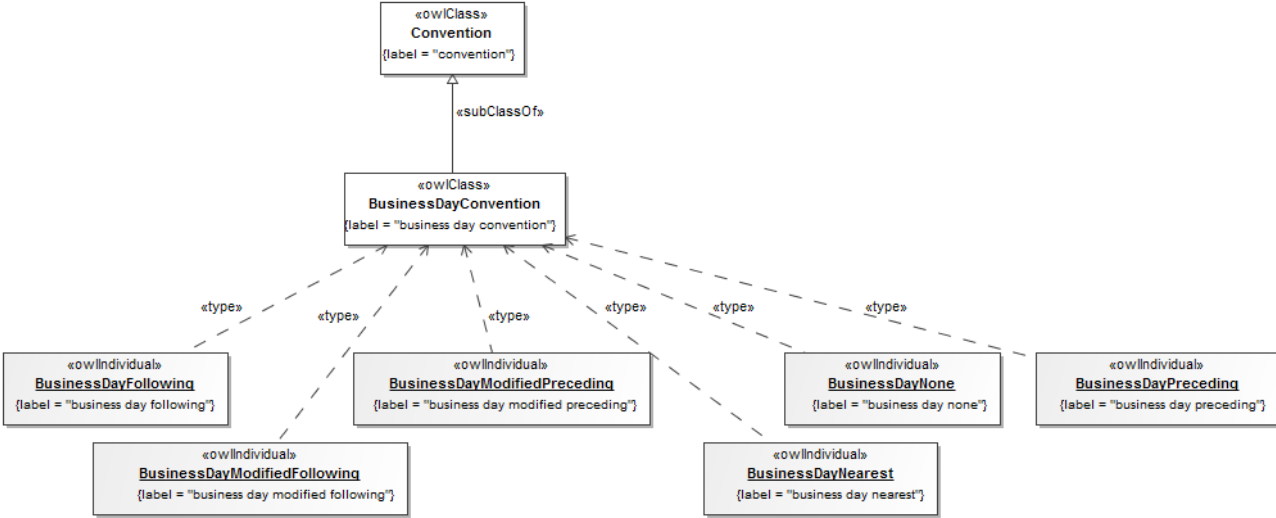 «owlClass»
Convention
{label = "convention"}
«subClassOf»
«owlClass»
BusinessDayConvention
{label = "business day convention"}
«type»
«type»
«type»
«type»
«type»
«type»
«owlIndividual»
BusinessDayFollowing
{label = "business day following"}
«owlIndividual»
BusinessDayModifiedPreceding
{label = "business day modified preceding"}
«owlIndividual»
BusinessDayNone
{label = "business day none"}
«owlIndividual»
BusinessDayPreceding
{label = "business day preceding"}
«owlIndividual»
BusinessDayModifiedFollowing
{label = "business day modified following"}
«owlIndividual»
BusinessDayNearest
{label = "business day nearest"}